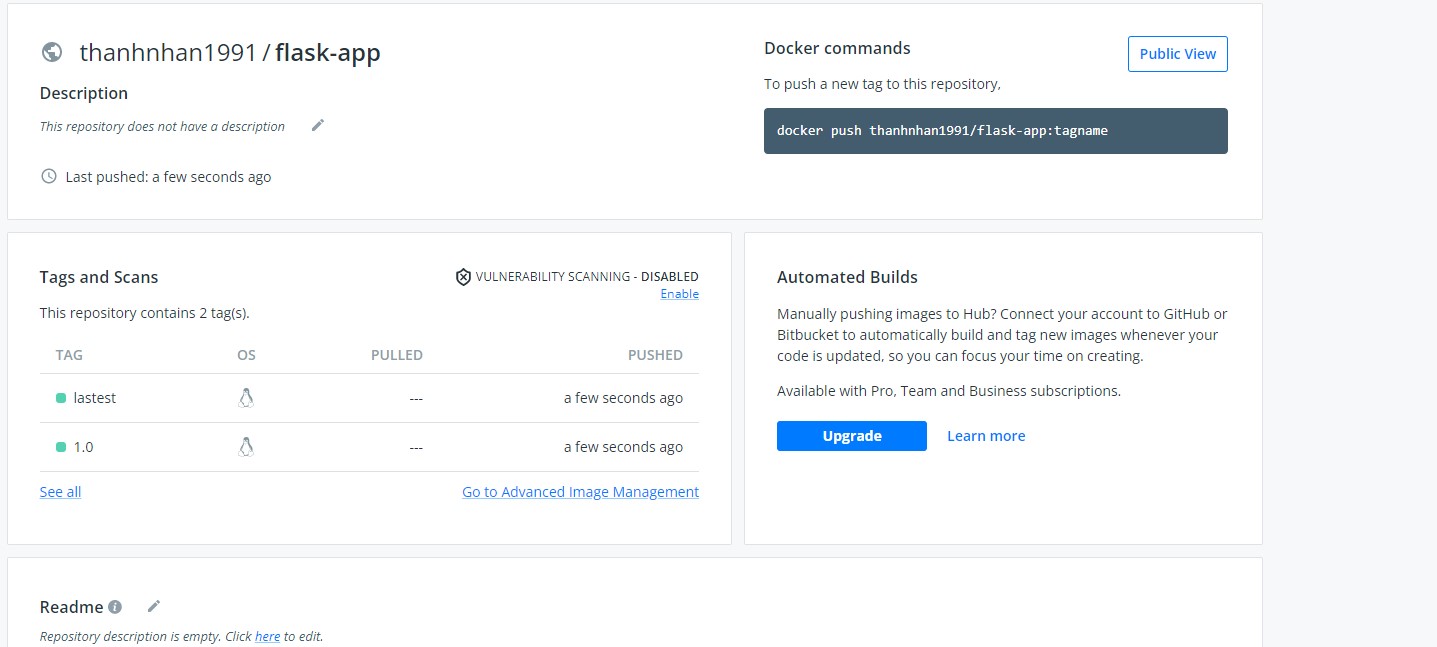 thanhnhan1991 / flask-app
Description
This repository does not have a description
Last pushed: a few seconds ago
Docker commands
Public View
To push a new tag to this repository,
docker push thanhnhan1991/flask-app:tagname
Tags and Scans
VULNERABILITY SCANNING - DISABLED
Enable
This repository contains 2 tag(s).
TAG OS PULLED PUSHED
lastest --- a few seconds ago
1.0 --- a few seconds ago
See all Go to Advanced Image Management
Automated Builds
Manually pushing images to Hub? Connect your account to GitHub or
Bitbucket to automatically build and tag new images whenever your
code is updated, so you can focus your time on creating.
Available with Pro, Team and Business subscriptions.
Upgrade Learn more
Readme
Repository description is empty. Click here to edit.